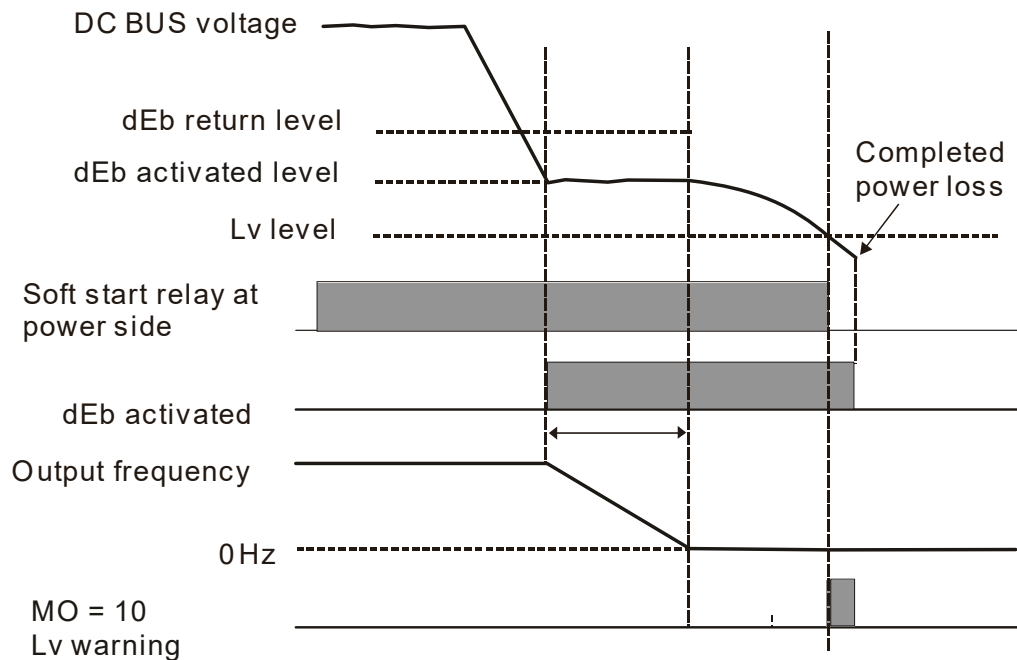 DC BUS voltage
dEb return level
dEb activated level
Completed
power loss
Lv level
Soft start relay at
power side
dEb activated
Output frequency
0Hz
MO = 10
Lv warning